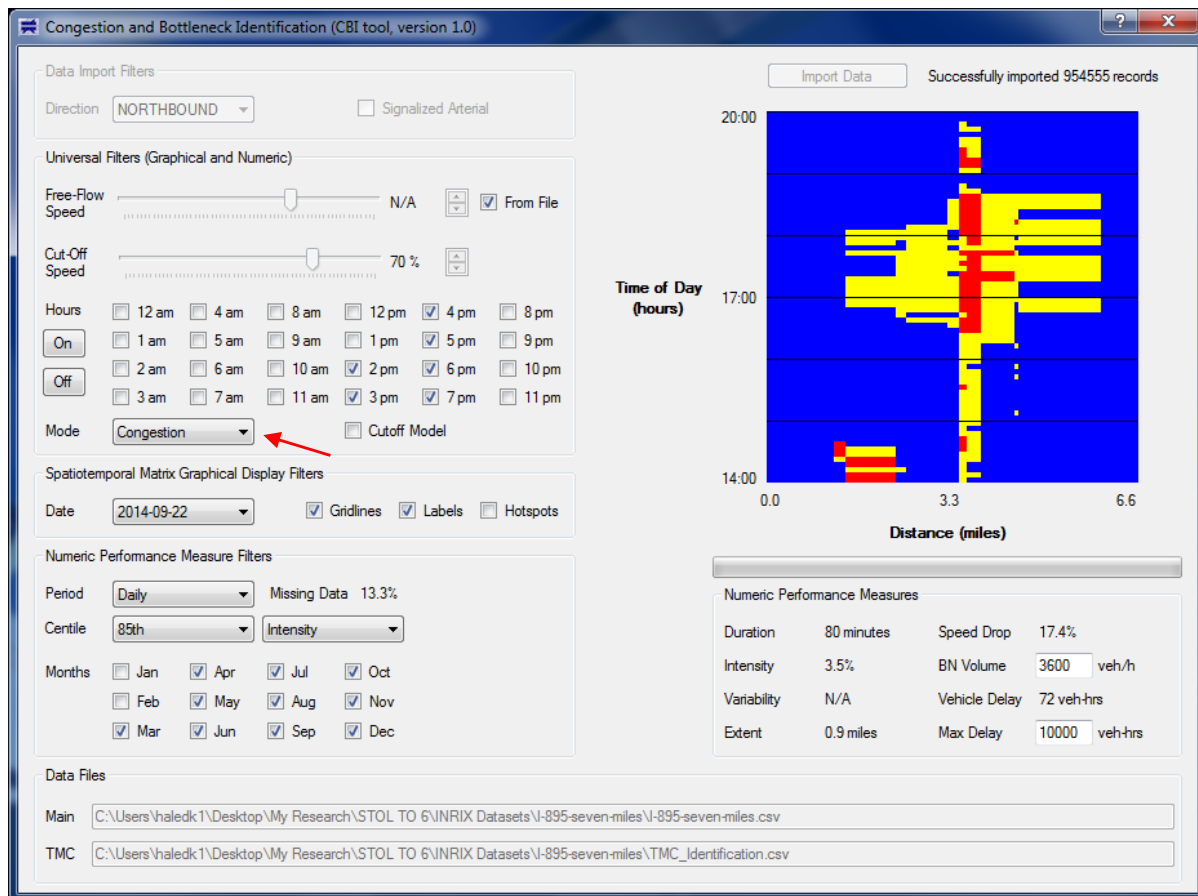 Congestion and Bottleneck Identification (CBI tool, version 1.0)
Data Import Filters
Direction NORTHBOUND Signalized Arterial
Import Data Successfully imported 954555 records
Universal Filters (Graphical and Numeric)
Free-Flow Speed N/A From File
Cut-Off Speed 70 %
Hours 12 am 4 am 8 am 12 pm 4 pm 8 pm
On 1 am 5 am 9 am 1 pm 5 pm 9 pm
2 am 6 am 10 am 2 pm 6 pm 10 pm
Off 3 am 7 am 11 am 3 pm 7 pm 11 pm
Mode Congestion Cutoff Model
Spatiotemporal Matrix Graphical Display Filters
Date 2014-09-22 Gridlines Labels Hotspots
Numeric Performance Measure Filters
Period Daily Missing Data 13.3%
Centile 85th Intensity
Months Jan Apr Jul Oct
Feb May Aug Nov
Mar Jun Sep Dec
20:00
Time of Day
(hours)
17:00
14:00
0.0 3.3 6.6
Distance (miles)
Numeric Performance Measures
Duration 80 minutes Speed Drop 17.4%
Intensity 3.5% BN Volume 3600 veh/h
Variability N/A Vehicle Delay 72 veh-hrs
Extent 0.9 miles Max Delay 10000 veh-hrs
Data Files
Main C:\Users\haledk1\Desktop\My Research\STOL TO 6\INRIX Datasets\I-895-seven-miles\I-895-seven-miles.csv
TMC C:\Users\haledk1\Desktop\My Research\STOL TO 6\INRIX Datasets\I-895-seven-miles\TMC_Identification.csv